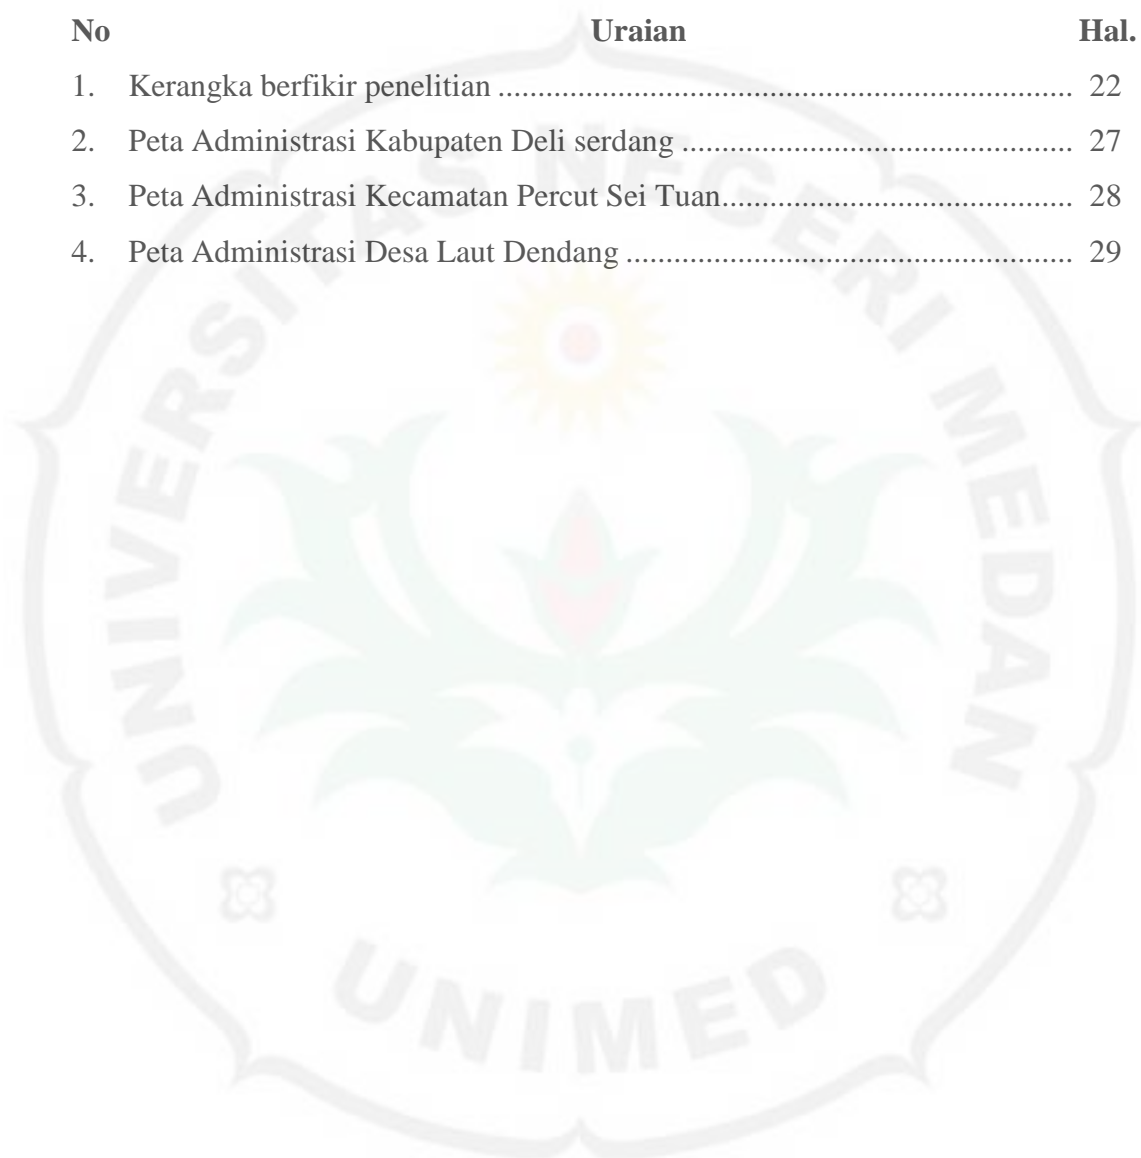 No Uraian Hal.
1. Kerangka berfikir penelitian ........................................................................ 22
2. Peta Administrasi Kabupaten Deli serdang ................................................. 27
3. Peta Administrasi Kecamatan Percut Sei Tuan............................................ 28
4. Peta Administrasi Desa Laut Dendang ........................................................ 29
UNIVERSITAS NEGERI MEDAN
UNIMED